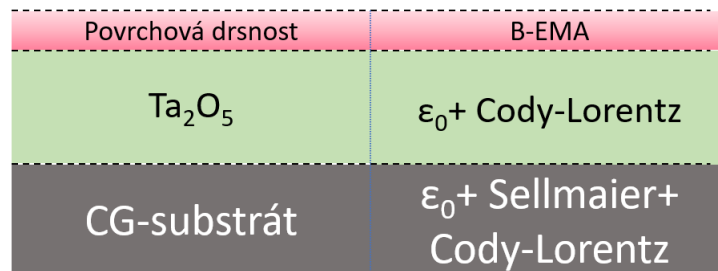 Povrchová drsnost
B-EMA
Ta₂O₅
ε₀+ Cody-Lorentz
CG-substrát
ε₀+ Sellmaier+
Cody-Lorentz